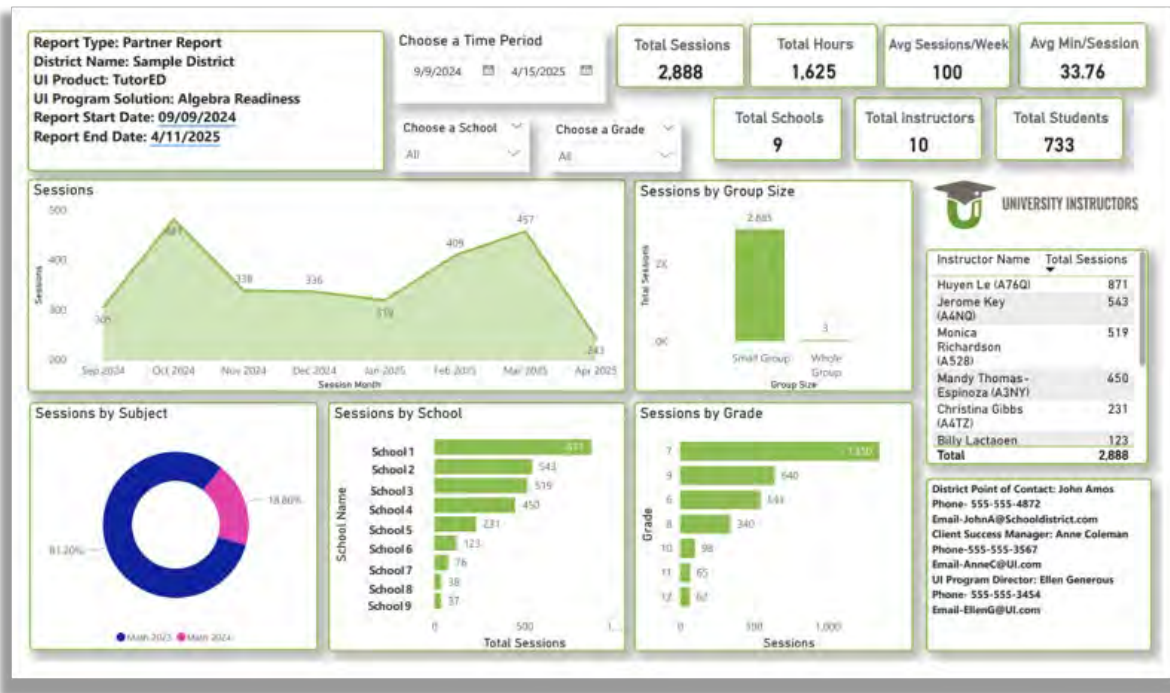 Report Type: Partner Report
District Name: Sample District
UI Product: TutorED
UI Program Solution: Algebra Readiness
Report Start Date: 09/09/2024
Report End Date: 4/11/2025
Choose a Time Period
9/9/2024 4/15/2025
Choose a School
All
Choose a Grade
All
Total Sessions
2,888
Total Hours
1,625
Avg Sessions/Week
100
Avg Min/Session
33.76
Total Schools
9
Total Instructors
10
Total Students
733
Sessions
500
400
300
200
Sessions
305
338
336
319
409
457
243
Sep 2024 Oct 2024 Nov 2024 Dec 2024 Jan 2025 Feb 2025 Mar 2025 Apr 2025
Session Month
Sessions by Group Size
Total Sessions
2K
0K
2,885
3
Small Group
Whole
Group
Group Size
UNIVERSITY INSTRUCTORS
Instructor Name Total Sessions
Huyen Le (A76Q) 871
Jerome Key 543
(A4NQ)
Monica 519
Richardson
(A528)
Mandy Thomas- 450
Espinoza (A3NY)
Christina Gibbs 231
(A4TZ)
Billy Lactaoen 123
Total 2,888
Sessions by Subject
18.80%
81.20%
Math 2023 Math 2024
Sessions by School
School Name
School 1 871
School 2 543
School 3 519
School 4 450
School 5 231
School 6 123
School 7 76
School 8 38
School 9 37
0 500 1...
Total Sessions
Sessions by Grade
Grade
7
9 640
6
8 340
10 98
11 65
12 62
0 500 1,000
Sessions
District Point of Contact: John Amos
Phone- 555-555-4872
Email-JohnA@Schooldistrict.com
Client Success Manager: Anne Coleman
Phone-555-555-3567
Email-AnneC@UI.com
UI Program Director: Ellen Generous
Phone- 555-555-3454
Email-EllenG@UI.com